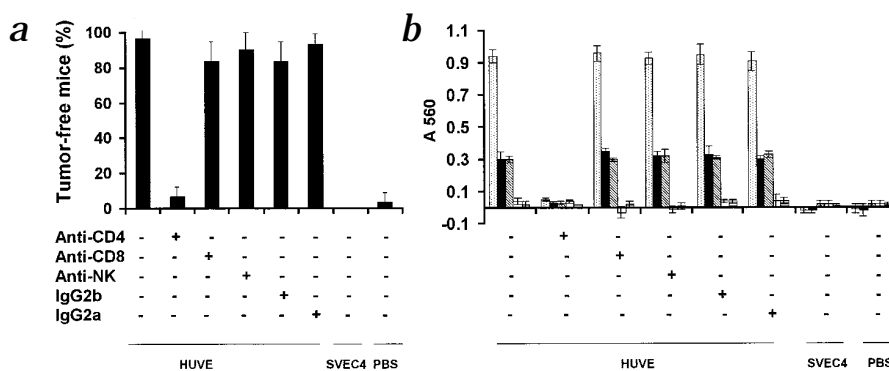 a
Tumor-free mice (%)
100
80
60
40
20
0
Anti-CD4 - + - - - - - -
Anti-CD8 - - + - - - - -
Anti-NK - - - + - - - -
IgG2b - - - - + - - -
IgG2a - - - - - + - -
HUVE SVEC4 PBS
b
A 560
1.1
0.9
0.7
0.5
0.3
0.1
-0.1
- + - - - - - -
- - + - - - - -
- - - + - - - -
- - - - + - - -
- - - - - + - -
HUVE SVEC4 PBS